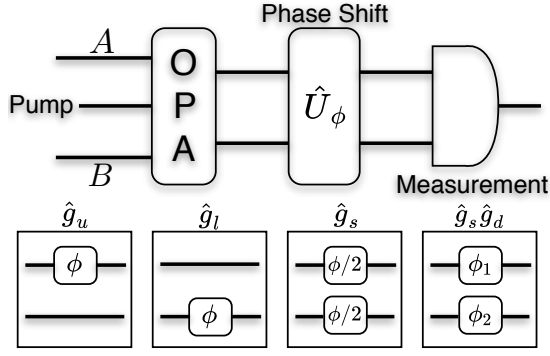 Phase Shift
A
O
P
A
Pump
Û_ϕ
B
Measurement
ĝ_u ĝ_l ĝ_s ĝ_s ĝ_d
ϕ ϕ/2 ϕ_1
ϕ ϕ/2 ϕ_2